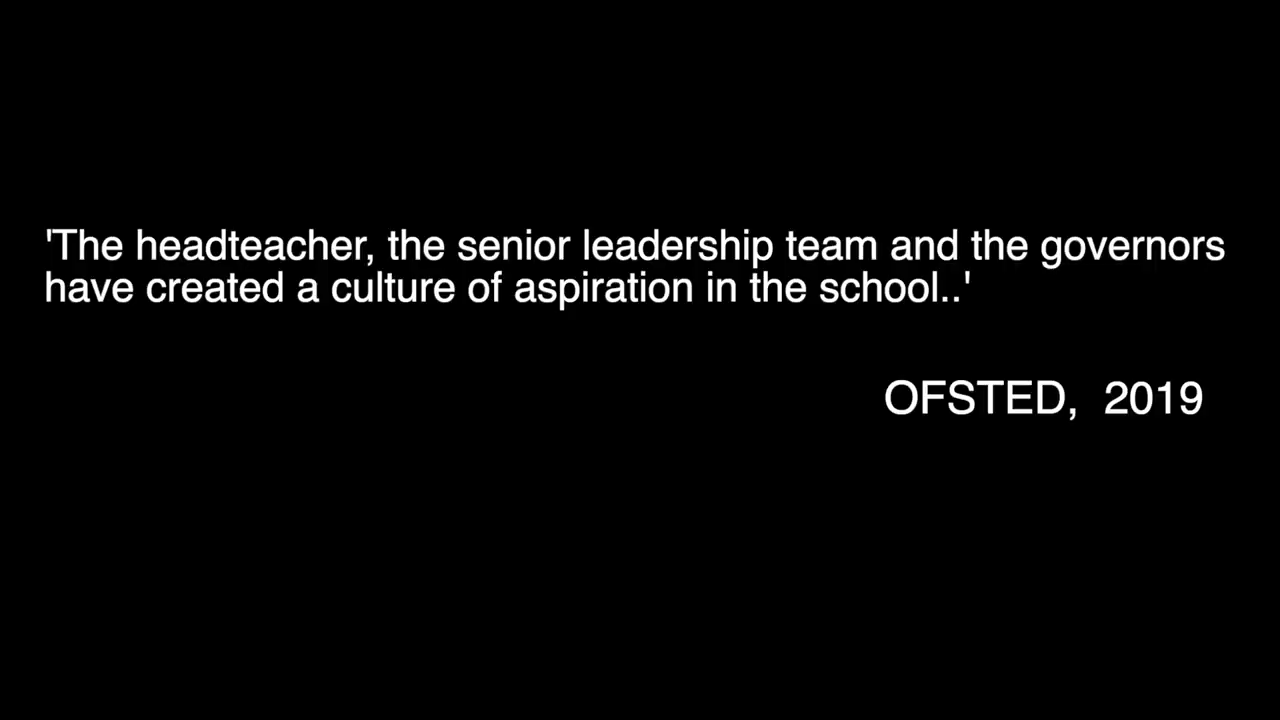 'The headteacher, the senior leadership team and the governors
have created a culture of aspiration in the school..'
OFSTED,  2019